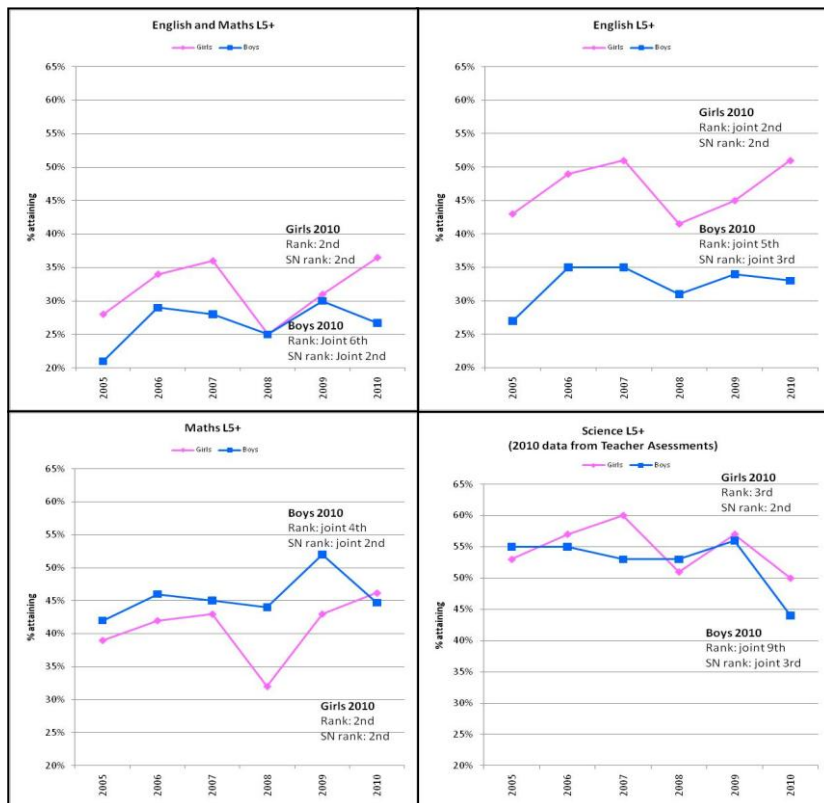 English and Maths L5+
Girls Boys
65%
60%
55%
50%
45%
40%
35%
30%
25%
20%
% attaining
Girls 2010
Rank: 2nd
SN rank: 2nd
Boys 2010
Rank: Joint 6th
SN rank: Joint 2nd
2005 2006 2007 2008 2009 2010
English L5+
Girls Boys
65%
60%
55%
50%
45%
40%
35%
30%
25%
20%
% attaining
Girls 2010
Rank: joint 2nd
SN rank: 2nd
Boys 2010
Rank: joint 5th
SN rank: joint 3rd
2005 2006 2007 2008 2009 2010
Maths L5+
Girls Boys
65%
60%
55%
50%
45%
40%
35%
30%
25%
20%
% attaining
Boys 2010
Rank: joint 4th
SN rank: joint 2nd
Girls 2010
Rank: 2nd
SN rank: 2nd
2005 2006 2007 2008 2009 2010
Science L5+
(2010 data from Teacher Asessments)
Girls Boys
65%
60%
55%
50%
45%
40%
35%
30%
25%
20%
% attaining
Girls 2010
Rank: 3rd
SN rank: 2nd
Boys 2010
Rank: joint 9th
SN rank: joint 3rd
2005 2006 2007 2008 2009 2010